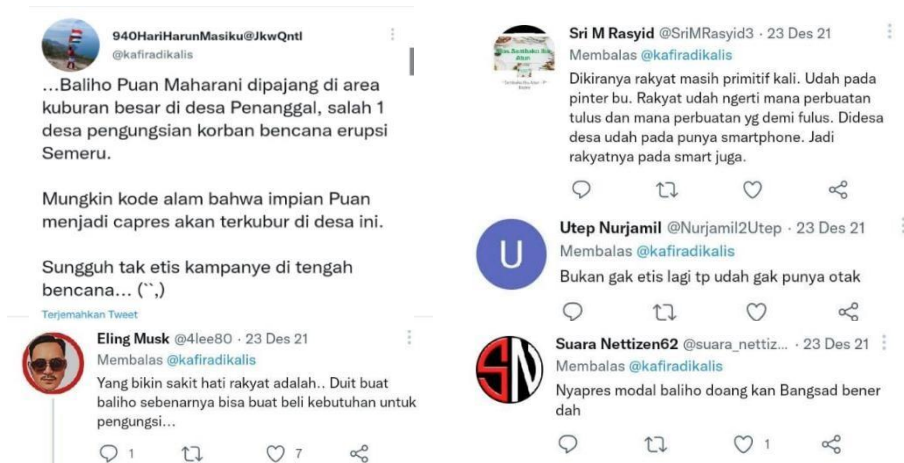 940HariHarunMasiku@JkwQntl
@kafiradikalis
...Baliho Puan Maharani dipajang di area
kuburan besar di desa Penanggal, salah 1
desa pengungsian korban bencana erupsi
Semeru.
Mungkin kode alam bahwa impian Puan
menjadi capres akan terkubur di desa ini.
Sungguh tak etis kampanye di tengah
bencana... (``,)
Terjemahkan Tweet
Eling Musk @4lee80 · 23 Des 21
Membalas @kafiradikalis
Yang bikin sakit hati rakyat adalah.. Duit buat
baliho sebenarnya bisa buat beli kebutuhan untuk
pengungsi...
1 7
Sri M Rasyid @SriMRasyid3 · 23 Des 21
Membalas @kafiradikalis
Dikiranya rakyat masih primitif kali. Udah pada
pinter bu. Rakyat udah ngerti mana perbuatan
tulus dan mana perbuatan yg demi fulus. Didesa
desa udah pada punya smartphone. Jadi
rakyatnya pada smart juga.
U
Utep Nurjamil @Nurjamil2Utep · 23 Des 21
Membalas @kafiradikalis
Bukan gak etis lagi tp udah gak punya otak
SN
Suara Nettizen62 @suara_nettiz... · 23 Des 21
Membalas @kafiradikalis
Nyapres modal baliho doang kan Bangsad bener
dah
1